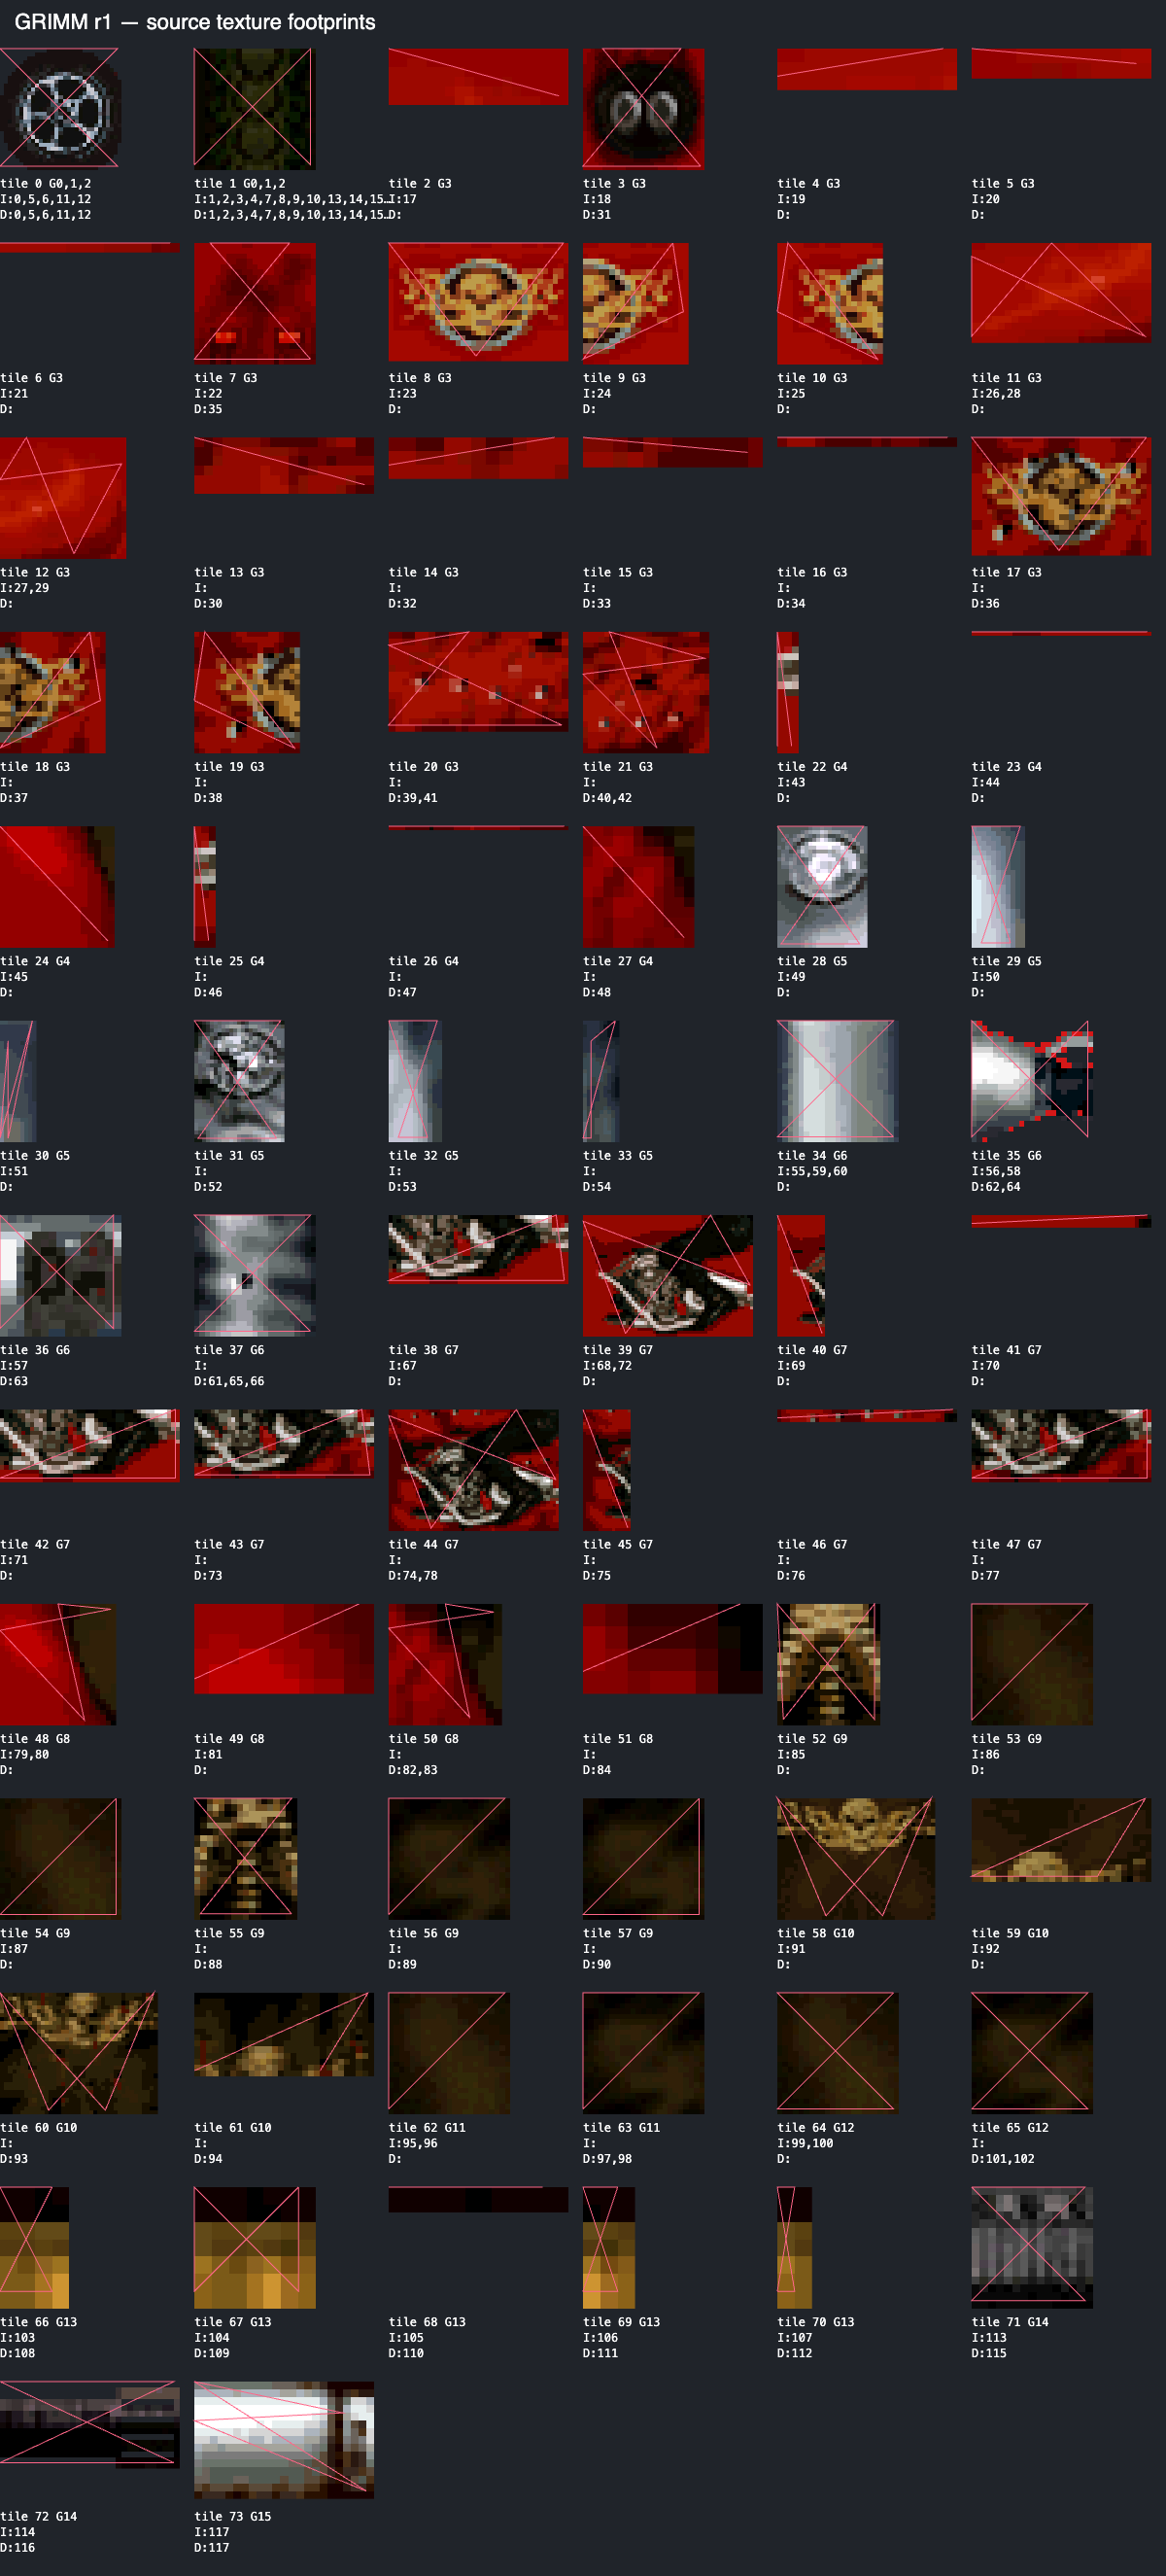 GRIMM r1 — source texture footprints
tile 0 G0,1,2
I:0,5,6,11,12
D:0,5,6,11,12
tile 1 G0,1,2
I:1,2,3,4,7,8,9,10,13,14,15…
D:1,2,3,4,7,8,9,10,13,14,15…
tile 2 G3
I:17
D:
tile 3 G3
I:18
D:31
tile 4 G3
I:19
D:
tile 5 G3
I:20
D:
tile 6 G3
I:21
D:
tile 7 G3
I:22
D:35
tile 8 G3
I:23
D:
tile 9 G3
I:24
D:
tile 10 G3
I:25
D:
tile 11 G3
I:26,28
D:
tile 12 G3
I:27,29
D:
tile 13 G3
I:
D:30
tile 14 G3
I:
D:32
tile 15 G3
I:
D:33
tile 16 G3
I:
D:34
tile 17 G3
I:
D:36
tile 18 G3
I:
D:37
tile 19 G3
I:
D:38
tile 20 G3
I:
D:39,41
tile 21 G3
I:
D:40,42
tile 22 G4
I:43
D:
tile 23 G4
I:44
D:
tile 24 G4
I:45
D:
tile 25 G4
I:
D:46
tile 26 G4
I:
D:47
tile 27 G4
I:
D:48
tile 28 G5
I:49
D:
tile 29 G5
I:50
D:
tile 30 G5
I:51
D:
tile 31 G5
I:
D:52
tile 32 G5
I:
D:53
tile 33 G5
I:
D:54
tile 34 G6
I:55,59,60
D:
tile 35 G6
I:56,58
D:62,64
tile 36 G6
I:57
D:63
tile 37 G6
I:
D:61,65,66
tile 38 G7
I:67
D:
tile 39 G7
I:68,72
D:
tile 40 G7
I:69
D:
tile 41 G7
I:70
D:
tile 42 G7
I:71
D:
tile 43 G7
I:
D:73
tile 44 G7
I:
D:74,78
tile 45 G7
I:
D:75
tile 46 G7
I:
D:76
tile 47 G7
I:
D:77
tile 48 G8
I:79,80
D:
tile 49 G8
I:81
D:
tile 50 G8
I:
D:82,83
tile 51 G8
I:
D:84
tile 52 G9
I:85
D:
tile 53 G9
I:86
D:
tile 54 G9
I:87
D:
tile 55 G9
I:
D:88
tile 56 G9
I:
D:89
tile 57 G9
I:
D:90
tile 58 G10
I:91
D:
tile 59 G10
I:92
D:
tile 60 G10
I:
D:93
tile 61 G10
I:
D:94
tile 62 G11
I:95,96
D:
tile 63 G11
I:
D:97,98
tile 64 G12
I:99,100
D:
tile 65 G12
I:
D:101,102
tile 66 G13
I:103
D:108
tile 67 G13
I:104
D:109
tile 68 G13
I:105
D:110
tile 69 G13
I:106
D:111
tile 70 G13
I:107
D:112
tile 71 G14
I:113
D:115
tile 72 G14
I:114
D:116
tile 73 G15
I:117
D:117